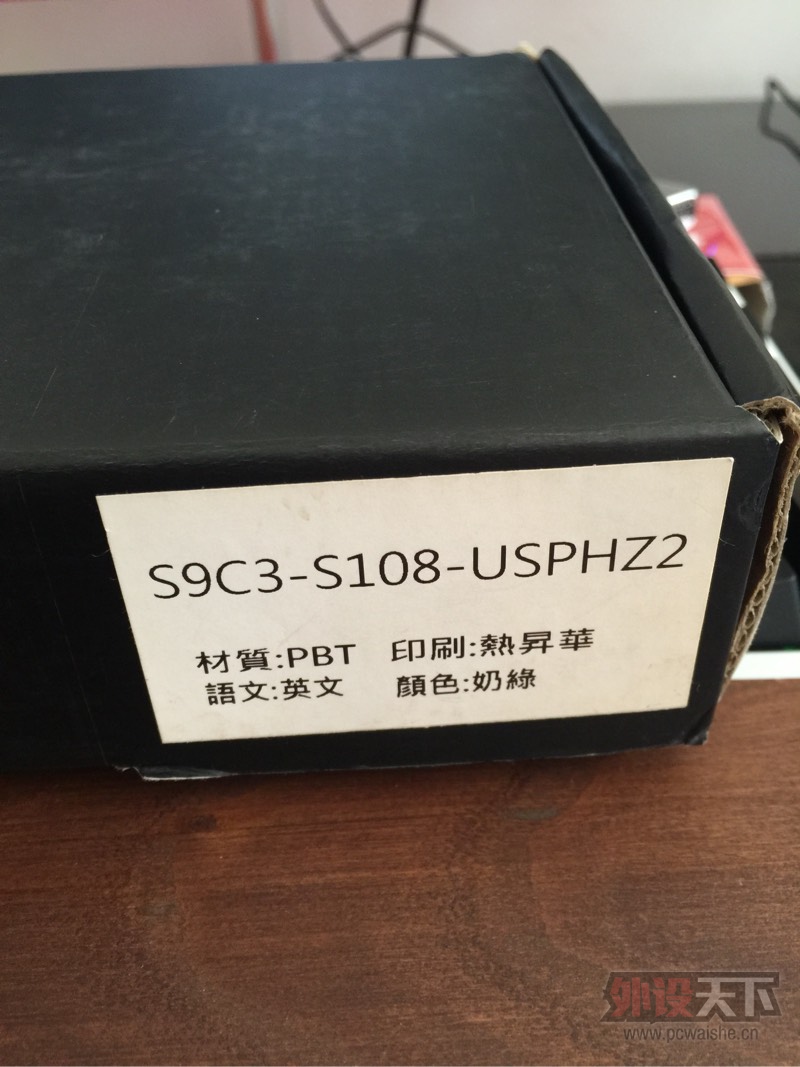 S9C3-S108-USPHZ2
材質:PBT 印刷:熱昇華
語文:英文 顏色:奶綠
外设天下
www.pcwaishe.cn